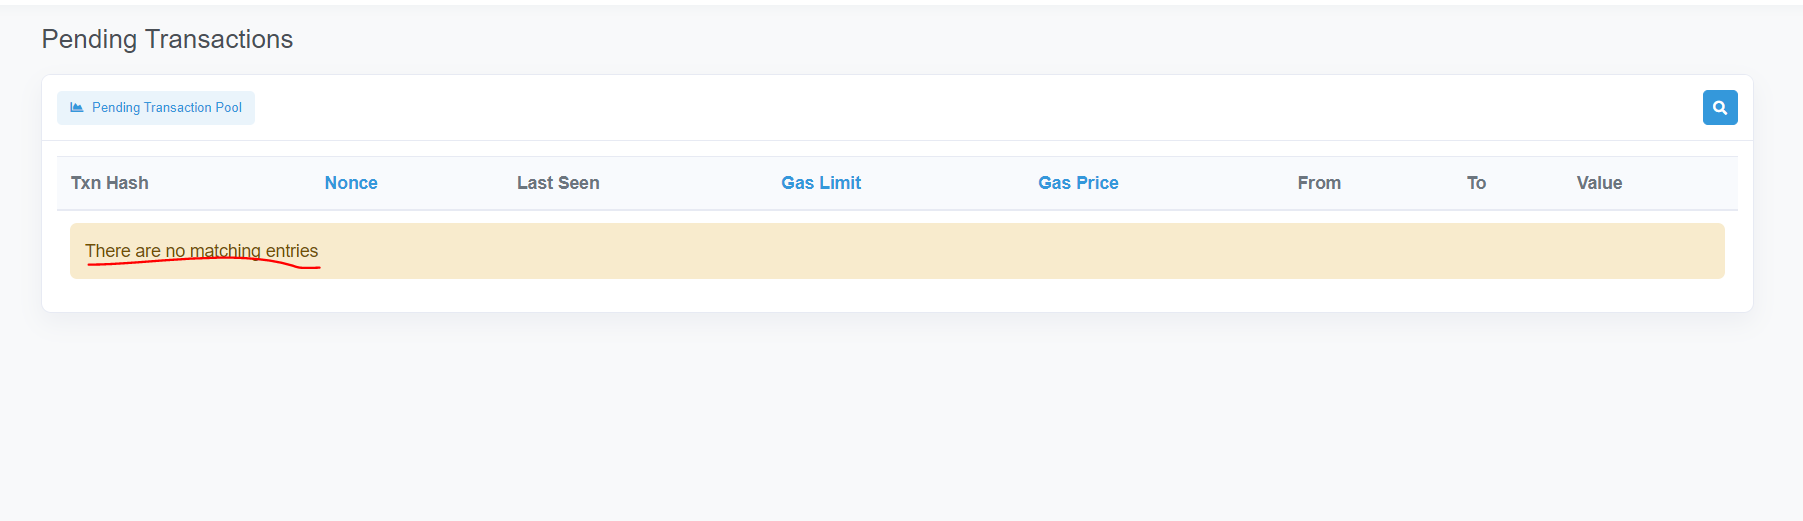 Pending Transactions
Pending Transaction Pool
Txn Hash Nonce Last Seen Gas Limit Gas Price From To Value
There are no matching entries